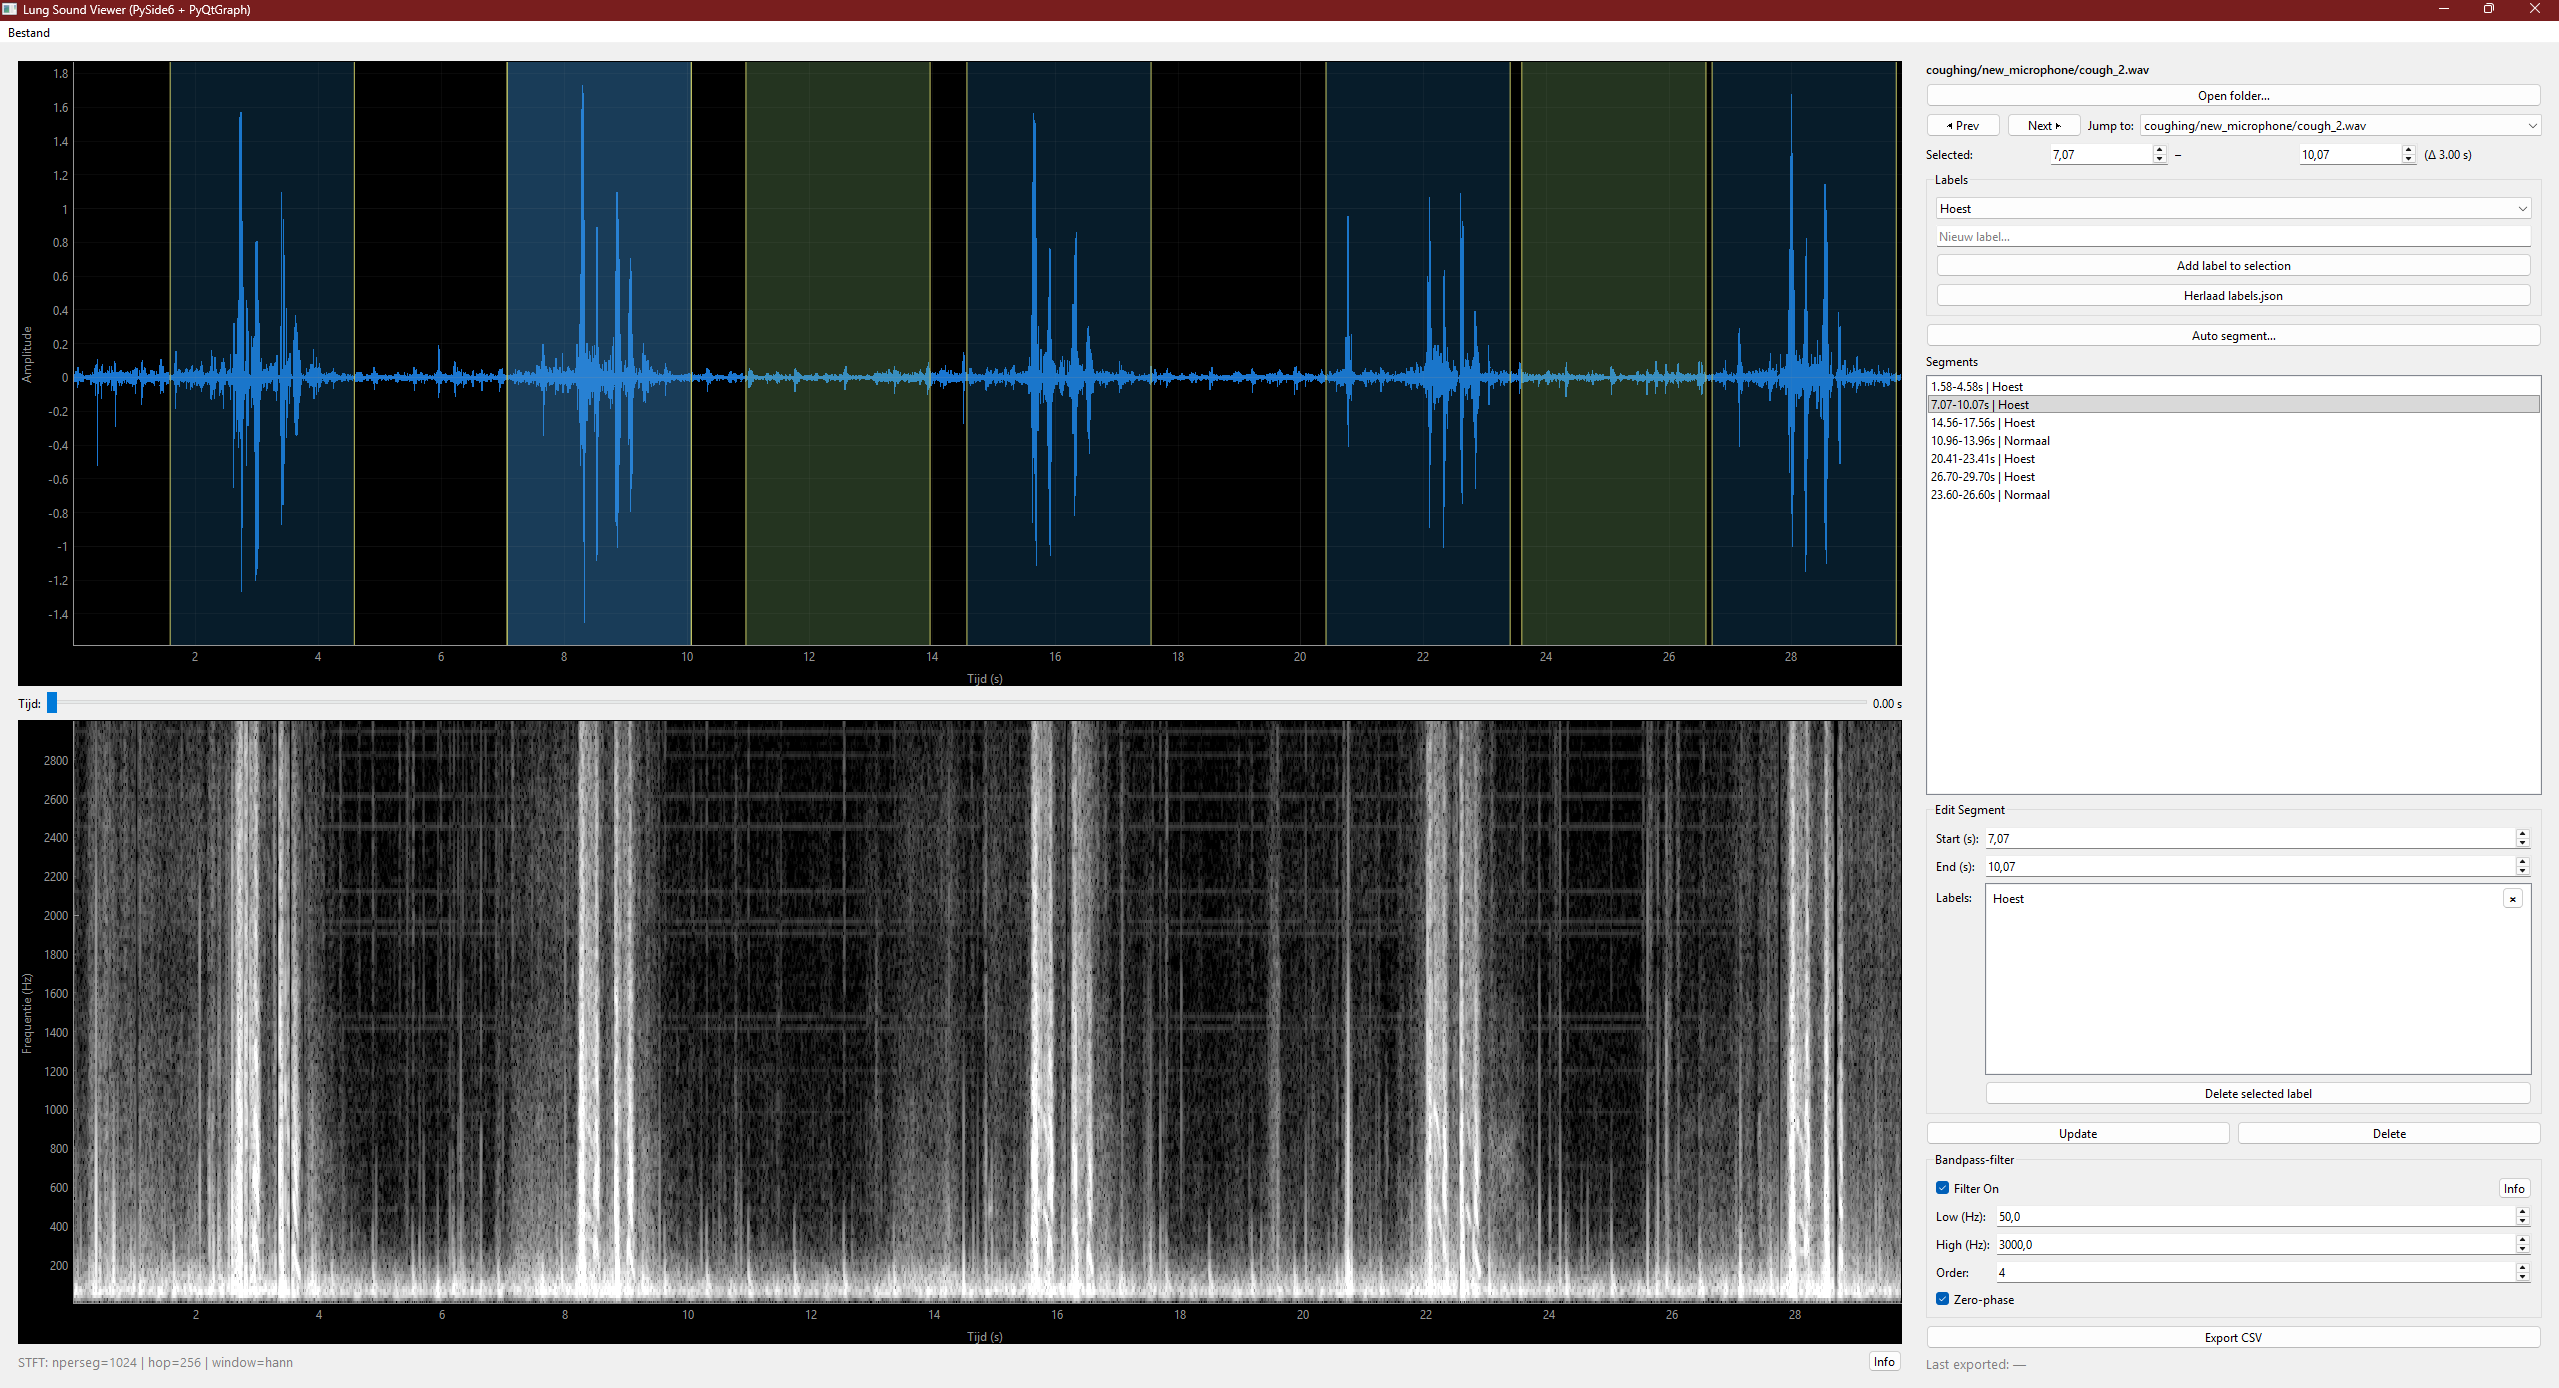 Lung Sound Viewer (PySide6 + PyQtGraph)
Bestand
1.8
1.6
1.4
1.2
1
0.8
0.6
0.4
0.2
0
-0.2
-0.4
-0.6
-0.8
-1
-1.2
-1.4
Amplitude
2 4 6 8 10 12 14 16 18 20 22 24 26 28
Tijd (s)
Tijd: 0.00 s
2800
2600
2400
2200
2000
1800
1600
1400
1200
1000
800
600
400
200
Frequentie (Hz)
2 4 6 8 10 12 14 16 18 20 22 24 26 28
Tijd (s)
STFT: nperseg=1024 | hop=256 | window=hann Info
coughing/new_microphone/cough_2.wav
Open folder...
Prev Next Jump to: coughing/new_microphone/cough_2.wav
Selected: 7,07 – 10,07 (Δ 3.00 s)
Labels
Hoest
Nieuw label...
Add label to selection
Herlaad labels.json
Auto segment...
Segments
1.58-4.58s | Hoest
7.07-10.07s | Hoest
14.56-17.56s | Hoest
10.96-13.96s | Normaal
20.41-23.41s | Hoest
26.70-29.70s | Hoest
23.60-26.60s | Normaal
Edit Segment
Start (s): 7,07
End (s): 10,07
Labels: Hoest ×
Delete selected label
Update Delete
Bandpass-filter
Filter On Info
Low (Hz): 50,0
High (Hz): 3000,0
Order: 4
Zero-phase
Export CSV
Last exported: —